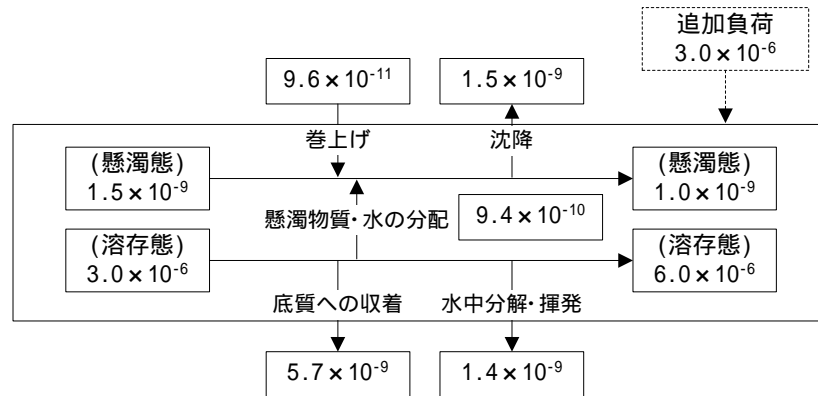 追加負荷
3.0×10⁻⁶
9.6×10⁻¹¹
1.5×10⁻⁹
巻上げ
沈降
(懸濁態)
1.5×10⁻⁹
(懸濁態)
1.0×10⁻⁹
懸濁物質・水の分配
9.4×10⁻¹⁰
(溶存態)
3.0×10⁻⁶
(溶存態)
6.0×10⁻⁶
底質への収着
水中分解・揮発
5.7×10⁻⁹
1.4×10⁻⁹